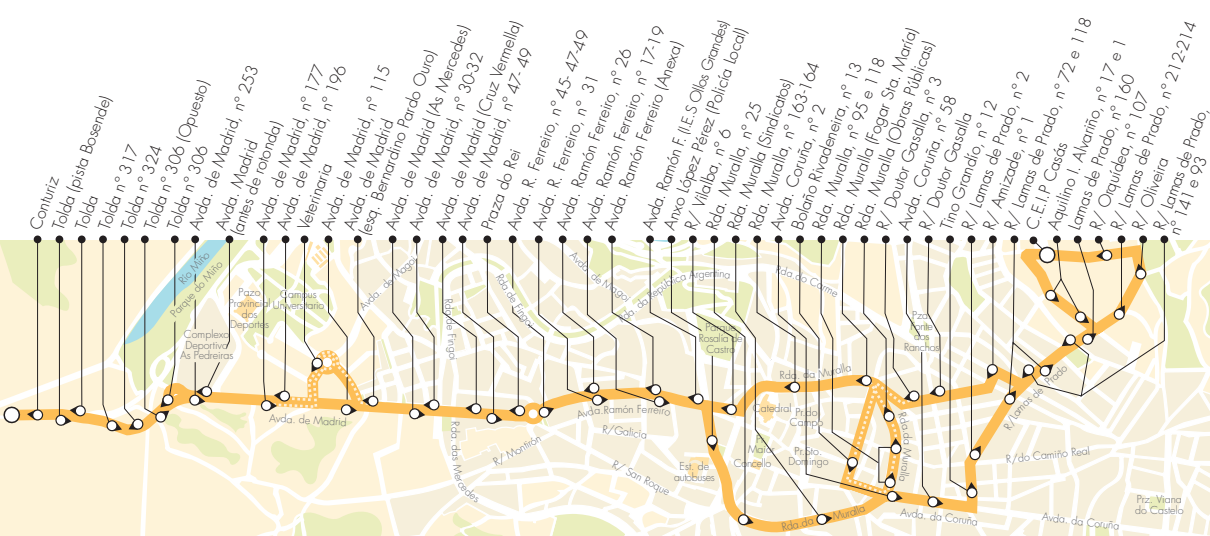 Conturiz
Tolda (pista Bosende)
Tolda
Tolda nº 317
Tolda nº 324
Tolda nº 306 (Opuesto)
Tolda nº 306
Avda. de Madrid, nº 253
Avda. Madrid
(antes de rotonda)
Avda. de Madrid, nº 177
Avda. de Madrid, nº 196
Veterinaria
Avda. de Madrid, nº 115
Avda. de Madrid
(esq. Bernardino Pardo Ouro)
Avda. de Madrid (As Mercedes)
Avda. de Madrid, nº 30-32
Avda. de Madrid (Cruz Vermella)
Avda. de Madrid, nº 47- 49
Praza do Rei
Avda. R. Ferreiro, nº 45- 47-49
Avda. R. Ferreiro, nº 31
Avda. Ramón Ferreiro, nº 26
Avda. Ramón Ferreiro, nº 17-19
Avda. Ramón Ferreiro (Anexa)
Avda. Ramón F. (I.E.S Ollos Grandes)
Anxo López Pérez (Policía Local)
R/ Vilalba, nº 6
Rda. Muralla, nº 25
Rda. Muralla (Sindicatos)
Rda. Muralla, nº 163-164
Avda. Coruña, nº 2
Bolaño Rivadeneira, nº 13
Rda. Muralla, nº 95 e 118
Rda. Muralla (Fogar Sta. María)
Rda. Muralla (Obras Públicas)
R/ Doutor Gasalla, nº 3
Avda. Coruña, nº 58
R/ Doutor Gasalla
Tino Grandío, nº 12
R/ Lamas de Prado, nº 2
R/ Amizade, nº 1
R/ Lamas de Prado, nº 72 e 118
C.E.I.P Casás
Aquilino I. Alvariño, nº 17 e 1
Lamas de Prado, nº 160
R/ Orquidea, nº 107
R/ Lamas de Prado, nº 212-214
R/ Oliveira
R/ Lamas de Prado,
nº 141 e 93
Río Miño
Parque do Miño
Pazo
Provincial
dos
Deportes
Campus
Universitario
Complexo
Deportivo
As Pedreiras
Avda. de Madrid
Avda. de Magoi
Rda. de Fingoi
Rda de Fingoi
Rda. das Mercedes
R/ Montirón
Avda. Ramón Ferreiro
R/Galicia
R/ San Roque
Avda. de Magoi
Avda. da República Argentina
Parque
Rosalía de
Castro
Est. de
autobuses
Rda do Carme
Rda. da Muralla
Catedral
Pr. do
Campo
Maior
Cancelo
Pr.Sto.
Domingo
Rda.da Muralla
Rda.da Muralla
Pza
Ponte
dos
Ranchos
Avda. da Coruña
R/Lamas de Prado
R/do Camiño Real
Avda. da Coruña
Prz. Viana
do Castelo